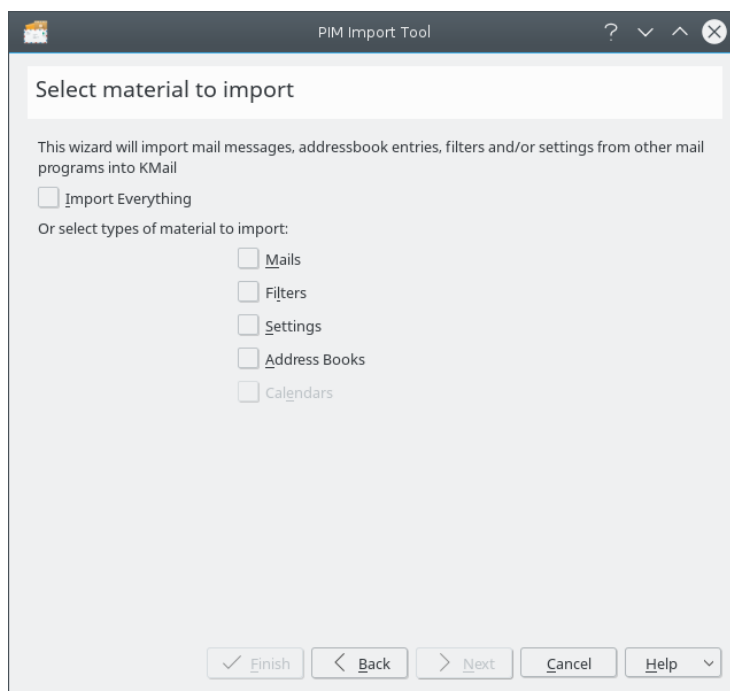 PIM Import Tool
Select material to import
This wizard will import mail messages, addressbook entries, filters and/or settings from other mail
programs into KMail
Import Everything
Or select types of material to import:
Mails
Filters
Settings
Address Books
Calendars
Finish
Back
Next
Cancel
Help